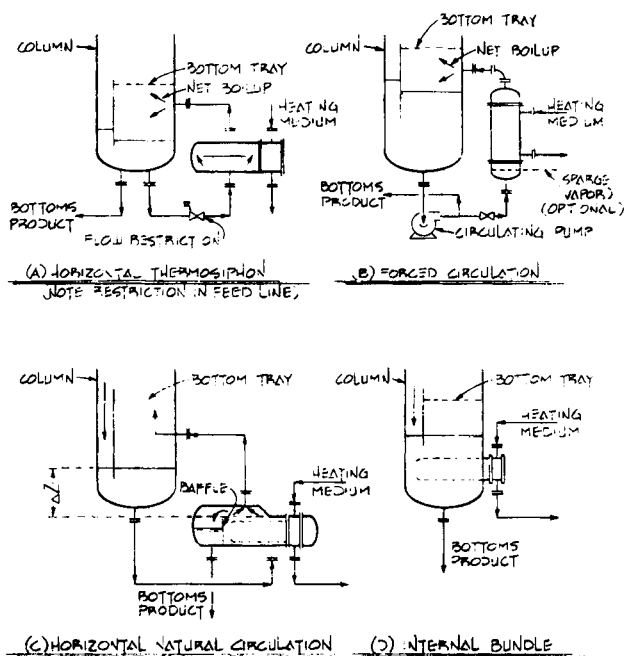 COLUMN
BOTTOM TRAY
NET BOILUP
HEATING
MEDIUM
BOTTOMS
PRODUCT
FLOW RESTRICTION
(A) HORIZONTAL THERMOSIPHON
(NOTE RESTRICTION IN FEED LINE)
BOTTOM TRAY
COLUMN
NET BOILUP
HEATING
MEDIUM
BOTTOMS
PRODUCT
SPARGE
VAPOR)
(OPTIONAL)
CIRCULATING PUMP
B) FORCED CIRCULATION
COLUMN
BOTTOM TRAY
ΔZ
BAFFLE
HEATING
MEDIUM
BOTTOMS
PRODUCT
(C) HORIZONTAL NATURAL CIRCULATION
COLUMN
BOTTOM TRAY
HEATING
MEDIUM
BOTTOMS
PRODUCT
(D) INTERNAL BUNDLE